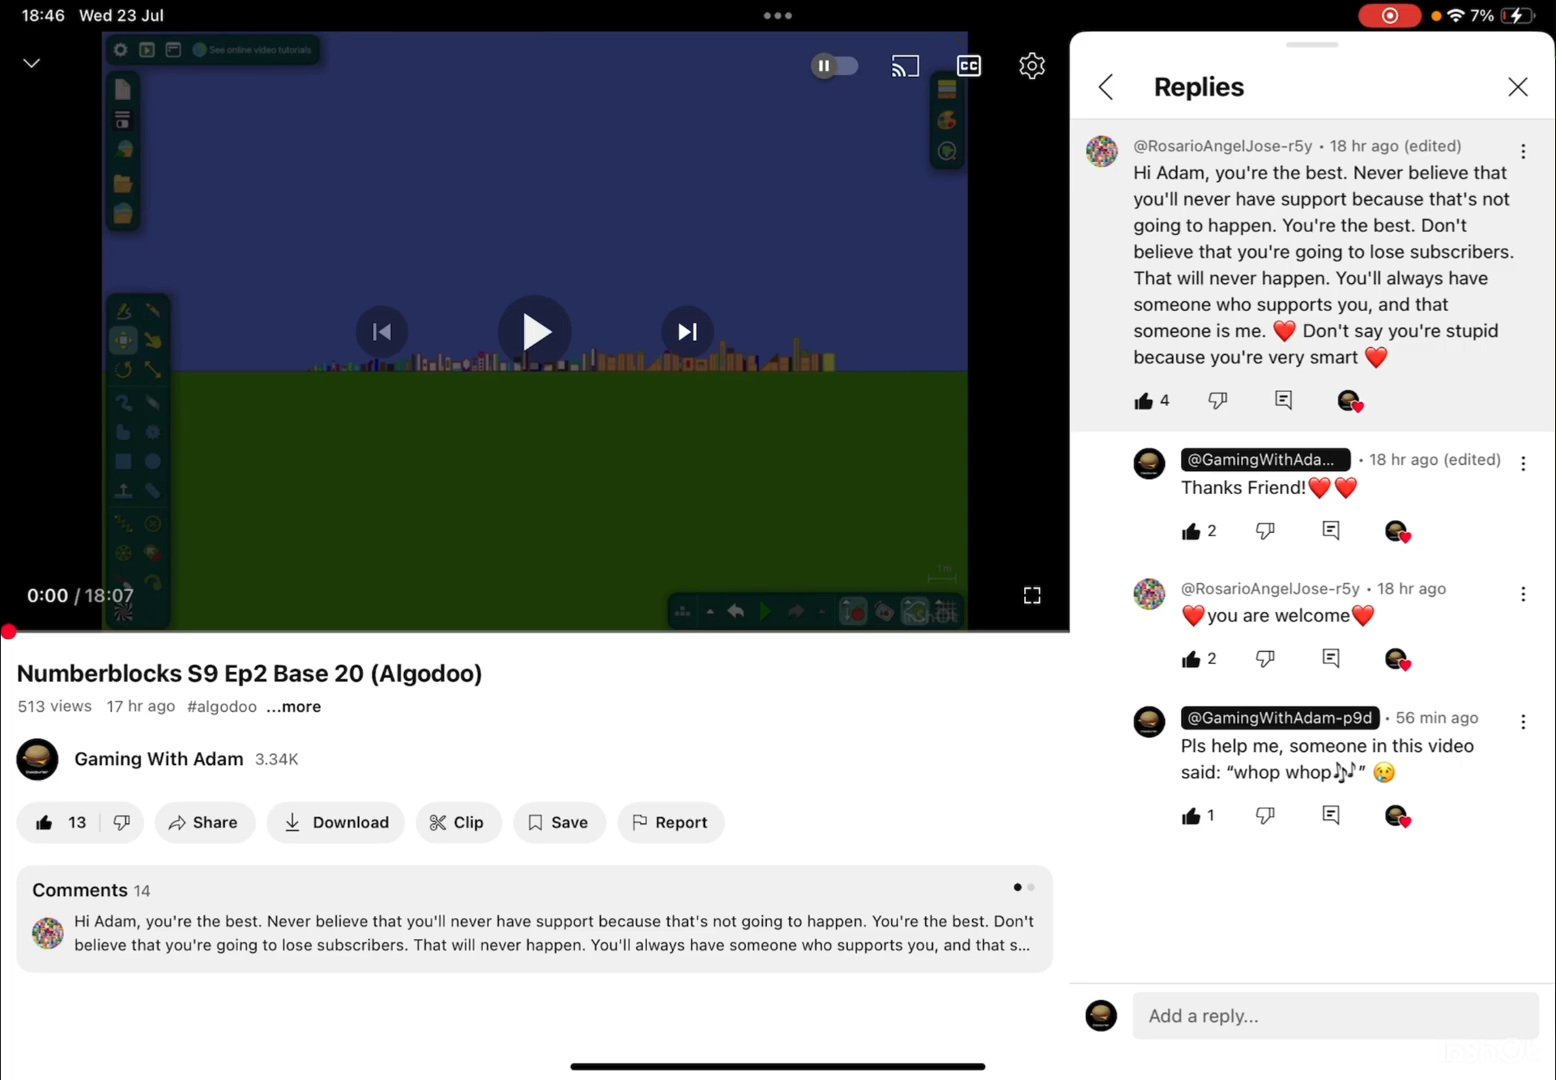 18:46 Wed 23 Jul
7%
See online video tutorials
CC
1m
0:00 / 18:07
InShOt
Numberblocks S9 Ep2 Base 20 (Algodoo)
513 views 17 hr ago #algodoo ...more
Gaming With Adam 3.34K
13
Share
Download
Clip
Save
Report
Comments 14
Hi Adam, you're the best. Never believe that you'll never have support because that's not going to happen. You're the best. Don't
believe that you're going to lose subscribers. That will never happen. You'll always have someone who supports you, and that s...
Replies
@RosarioAngelJose-r5y • 18 hr ago (edited)
Hi Adam, you're the best. Never believe that
you'll never have support because that's not
going to happen. You're the best. Don't
believe that you're going to lose subscribers.
That will never happen. You'll always have
someone who supports you, and that
someone is me. ❤️ Don't say you're stupid
because you're very smart ❤️
4
@GamingWithAda... • 18 hr ago (edited)
Thanks Friend!❤️❤️
2
@RosarioAngelJose-r5y • 18 hr ago
❤️you are welcome❤️
2
@GamingWithAdam-p9d • 56 min ago
Pls help me, someone in this video
said: “whop whop🎶” 😢
1
Add a reply...
InShOt